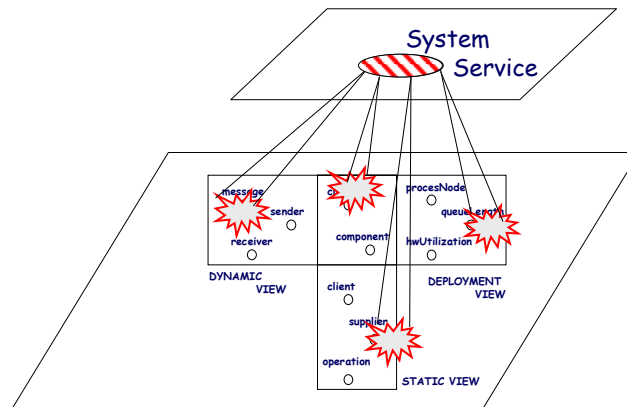 System
Service
message
procesNode
queueLength
sender
receiver
component
hwUtilization
DYNAMIC
VIEW
client
DEPLOYMENT
VIEW
supplier
operation
STATIC VIEW